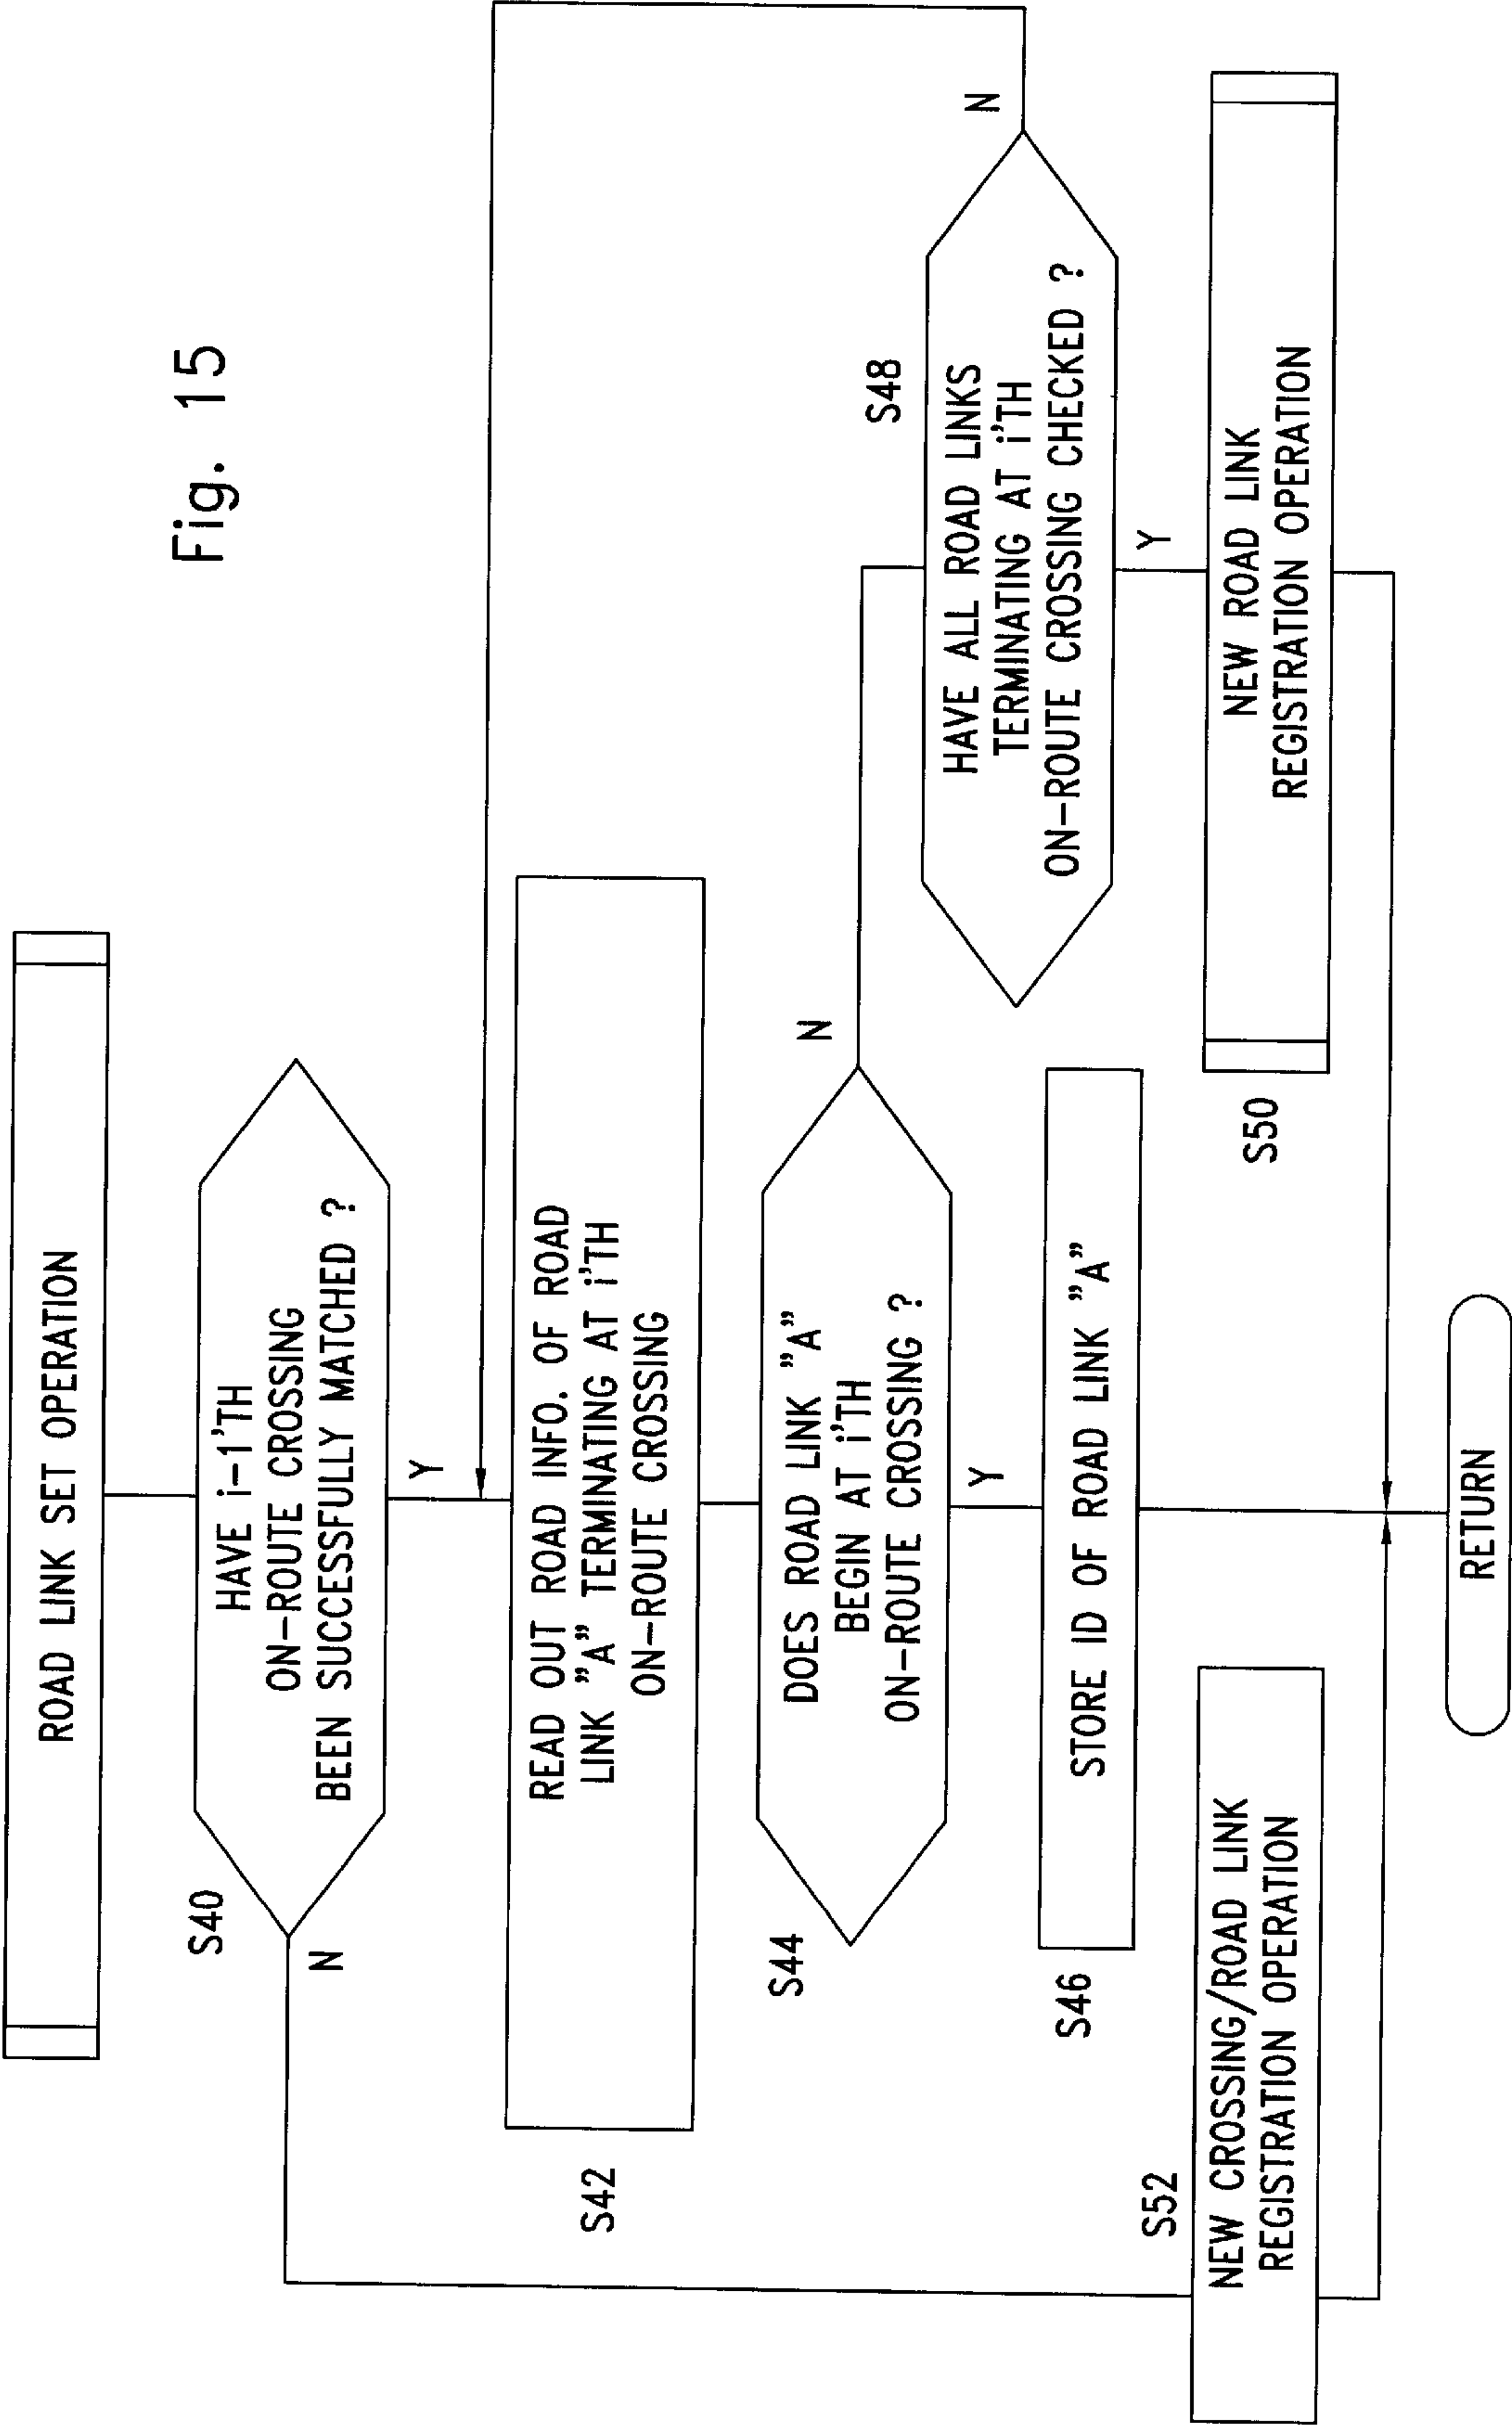 Fig. 15
ROAD LINK SET OPERATION
S40
HAVE i-1'TH
ON-ROUTE CROSSING
BEEN SUCCESSFULLY MATCHED ?
N
Y
S42
READ OUT ROAD INFO. OF ROAD
LINK "A" TERMINATING AT i'TH
ON-ROUTE CROSSING
S44
DOES ROAD LINK "A"
BEGIN AT i'TH
ON-ROUTE CROSSING ?
N
Y
S46
STORE ID OF ROAD LINK "A"
S48
HAVE ALL ROAD LINKS
TERMINATING AT i'TH
ON-ROUTE CROSSING CHECKED ?
N
Y
S50
NEW ROAD LINK
REGISTRATION OPERATION
S52
NEW CROSSING/ROAD LINK
REGISTRATION OPERATION
RETURN